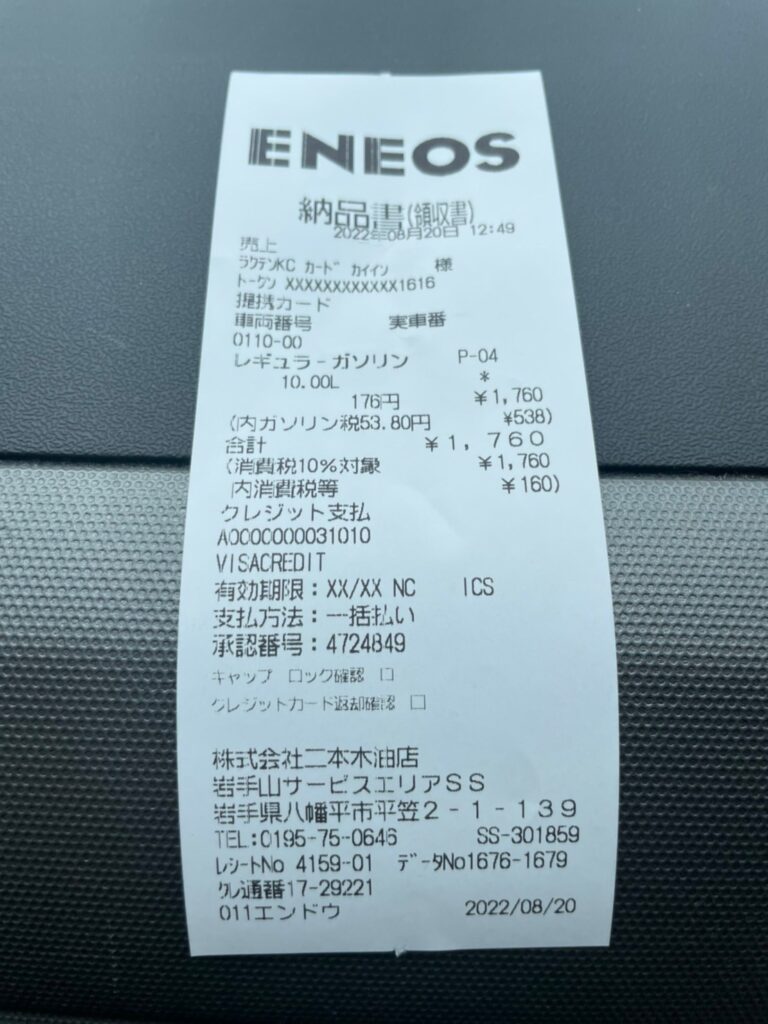 ENEOS
納品書(領収書)
2022年08月20日 12:49
売上
ラクテンKC カード カイイン 様
トークン XXXXXXXXXXXX1616
提携カード
車両番号 実車番
0110-00
レギュラーガソリン P-04
10.00L *
176円 ¥1,760
(内ガソリン税53.80円 ¥538)
合計 ¥1,760
(消費税10%対象 ¥1,760
内消費税等 ¥160)
クレジット支払
A0000000031010
VISACREDIT
有効期限:XX/XX NC ICS
支払方法:一括払い
承認番号:4724849
キャップ ロック確認 □
クレジットカード返却確認 □
株式会社二本木油店
岩手山サービスエリアSS
岩手県八幡平市平笠2-1-139
TEL:0195-75-0646 SS-301859
レシートNo 4159-01 データNo1676-1679
クレ通番17-29221
011エンドウ 2022/08/20